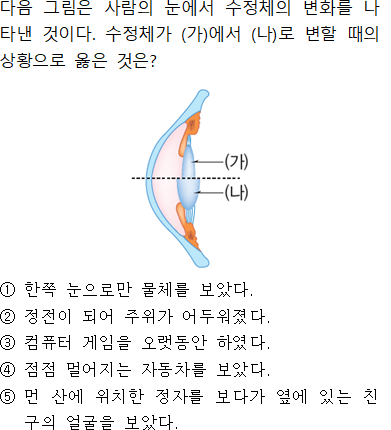 다음 그림은 사람의 눈에서 수정체의 변화를 나
타낸 것이다. 수정체가 (가)에서 (나)로 변할 때의
상황으로 옳은 것은?
(가)
(나)
① 한쪽 눈으로만 물체를 보았다.
② 정전이 되어 주위가 어두워졌다.
③ 컴퓨터 게임을 오랫동안 하였다.
④ 점점 멀어지는 자동차를 보았다.
⑤ 먼 산에 위치한 정자를 보다가 옆에 있는 친
구의 얼굴을 보았다.